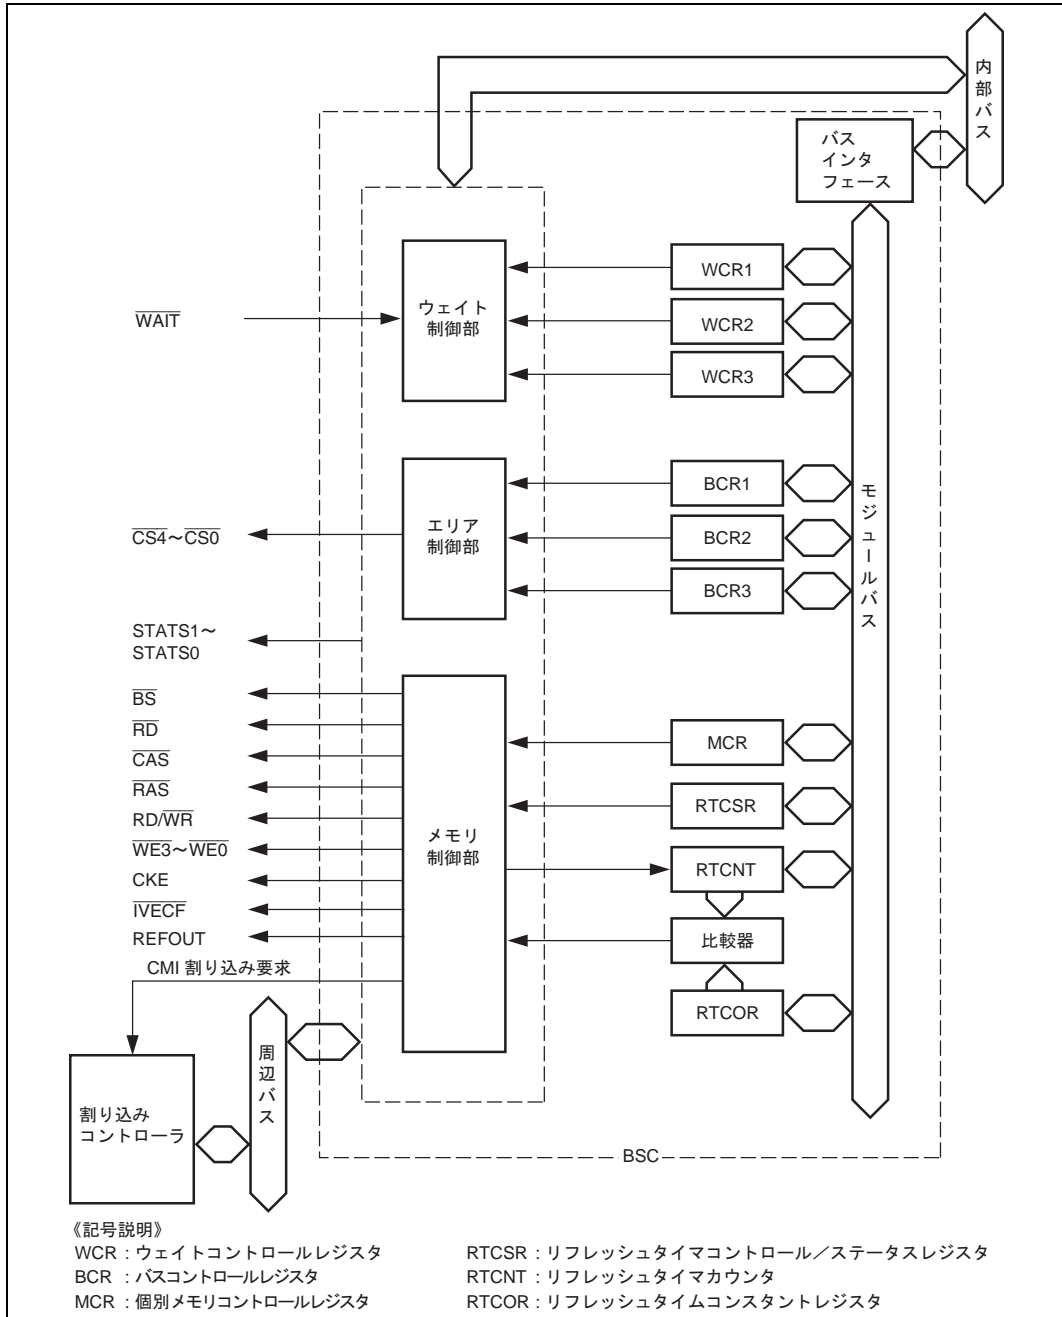 内部バス
バス
インタ
フェース
ウェイト
制御部
WCR1
WCR2
WCR3
WAIT
エリア
制御部
BCR1
BCR2
BCR3
モジュールバス
CS4～CS0
STATS1～
STATS0
BS
RD
CAS
RAS
RD/WR
WE3～WE0
CKE
IVECF
REFOUT
CMI 割り込み要求
メモリ
制御部
MCR
RTCSR
RTCNT
比較器
RTCOR
周辺バス
割り込み
コントローラ
BSC
《記号説明》
WCR : ウェイトコントロールレジスタ
BCR : バスコントロールレジスタ
MCR : 個別メモリコントロールレジスタ
RTCSR : リフレッシュタイマコントロール／ステータスレジスタ
RTCNT : リフレッシュタイマカウンタ
RTCOR : リフレッシュタイムコンスタントレジスタ